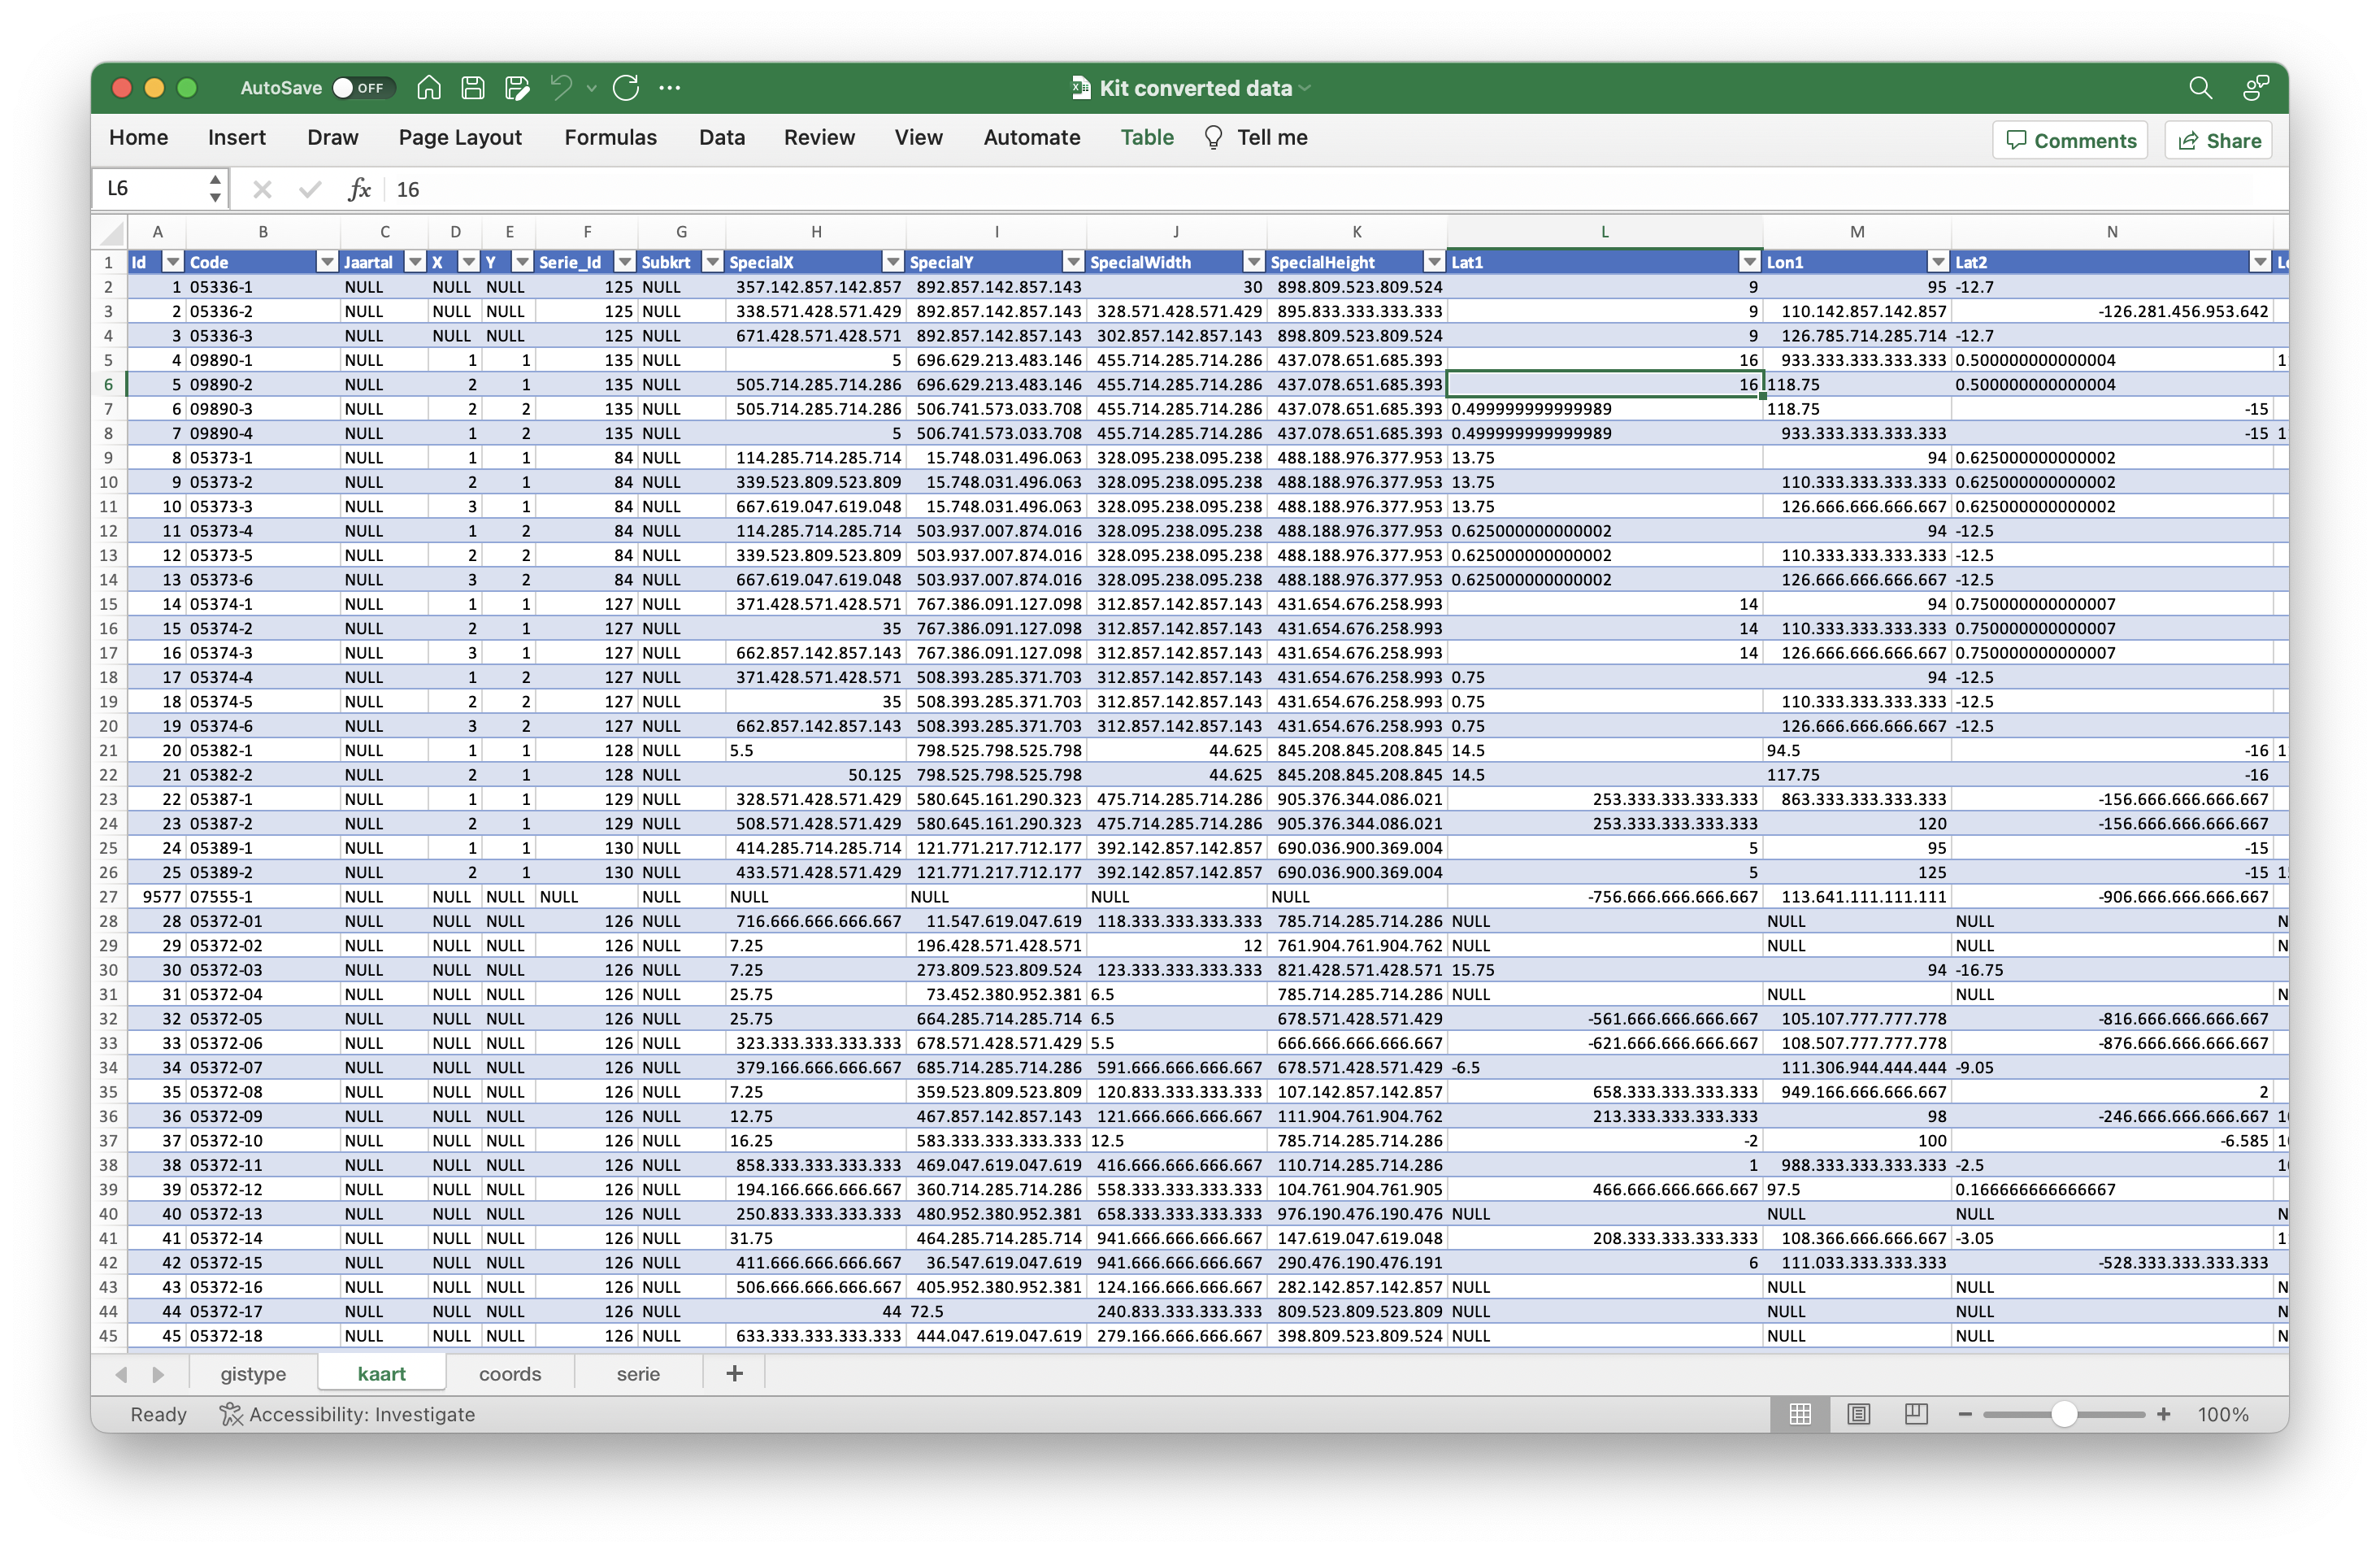 AutoSave OFF Kit converted data
Home Insert Draw Page Layout Formulas Data Review View Automate Table Tell me Comments Share
L6 fx 16
A B C D E F G H I J K L M N
1 Id Code Jaartal X Y Serie_Id Subkrt SpecialX SpecialY SpecialWidth SpecialHeight Lat1 Lon1 Lat2
2 1 05336-1 NULL NULL NULL 125 NULL 357.142.857.142.857 892.857.142.857.143 30 898.809.523.809.524 9 95 -12.7
3 2 05336-2 NULL NULL NULL 125 NULL 338.571.428.571.429 892.857.142.857.143 328.571.428.571.429 895.833.333.333.333 9 110.142.857.142.857 -126.281.456.953.642
4 3 05336-3 NULL NULL NULL 125 NULL 671.428.571.428.571 892.857.142.857.143 302.857.142.857.143 898.809.523.809.524 9 126.785.714.285.714 -12.7
5 4 09890-1 NULL 1 1 135 NULL 5 696.629.213.483.146 455.714.285.714.286 437.078.651.685.393 16 933.333.333.333.333 0.500000000000004 1
6 5 09890-2 NULL 2 1 135 NULL 505.714.285.714.286 696.629.213.483.146 455.714.285.714.286 437.078.651.685.393 16 118.75 0.500000000000004
7 6 09890-3 NULL 2 2 135 NULL 505.714.285.714.286 506.741.573.033.708 455.714.285.714.286 437.078.651.685.393 0.499999999999989 118.75 -15
8 7 09890-4 NULL 1 2 135 NULL 5 506.741.573.033.708 455.714.285.714.286 437.078.651.685.393 0.499999999999989 933.333.333.333.333 -15 1
9 8 05373-1 NULL 1 1 84 NULL 114.285.714.285.714 15.748.031.496.063 328.095.238.095.238 488.188.976.377.953 13.75 94 0.625000000000002
10 9 05373-2 NULL 2 1 84 NULL 339.523.809.523.809 15.748.031.496.063 328.095.238.095.238 488.188.976.377.953 13.75 110.333.333.333.333 0.625000000000002
11 10 05373-3 NULL 3 1 84 NULL 667.619.047.619.048 15.748.031.496.063 328.095.238.095.238 488.188.976.377.953 13.75 126.666.666.666.667 0.625000000000002
12 11 05373-4 NULL 1 2 84 NULL 114.285.714.285.714 503.937.007.874.016 328.095.238.095.238 488.188.976.377.953 0.625000000000002 94 -12.5
13 12 05373-5 NULL 2 2 84 NULL 339.523.809.523.809 503.937.007.874.016 328.095.238.095.238 488.188.976.377.953 0.625000000000002 110.333.333.333.333 -12.5
14 13 05373-6 NULL 3 2 84 NULL 667.619.047.619.048 503.937.007.874.016 328.095.238.095.238 488.188.976.377.953 0.625000000000002 126.666.666.666.667 -12.5
15 14 05374-1 NULL 1 1 127 NULL 371.428.571.428.571 767.386.091.127.098 312.857.142.857.143 431.654.676.258.993 14 94 0.750000000000007
16 15 05374-2 NULL 2 1 127 NULL 35 767.386.091.127.098 312.857.142.857.143 431.654.676.258.993 14 110.333.333.333.333 0.750000000000007
17 16 05374-3 NULL 3 1 127 NULL 662.857.142.857.143 767.386.091.127.098 312.857.142.857.143 431.654.676.258.993 14 126.666.666.666.667 0.750000000000007
18 17 05374-4 NULL 1 2 127 NULL 371.428.571.428.571 508.393.285.371.703 312.857.142.857.143 431.654.676.258.993 0.75 94 -12.5
19 18 05374-5 NULL 2 2 127 NULL 35 508.393.285.371.703 312.857.142.857.143 431.654.676.258.993 0.75 110.333.333.333.333 -12.5
20 19 05374-6 NULL 3 2 127 NULL 662.857.142.857.143 508.393.285.371.703 312.857.142.857.143 431.654.676.258.993 0.75 126.666.666.666.667 -12.5
21 20 05382-1 NULL 1 1 128 NULL 5.5 798.525.798.525.798 44.625 845.208.845.208.845 14.5 94.5 -16 1
22 21 05382-2 NULL 2 1 128 NULL 50.125 798.525.798.525.798 44.625 845.208.845.208.845 14.5 117.75 -16
23 22 05387-1 NULL 1 1 129 NULL 328.571.428.571.429 580.645.161.290.323 475.714.285.714.286 905.376.344.086.021 253.333.333.333.333 863.333.333.333.333 -156.666.666.666.667
24 23 05387-2 NULL 2 1 129 NULL 508.571.428.571.429 580.645.161.290.323 475.714.285.714.286 905.376.344.086.021 253.333.333.333.333 120 -156.666.666.666.667
25 24 05389-1 NULL 1 1 130 NULL 414.285.714.285.714 121.771.217.712.177 392.142.857.142.857 690.036.900.369.004 5 95 -15
26 25 05389-2 NULL 2 1 130 NULL 433.571.428.571.429 121.771.217.712.177 392.142.857.142.857 690.036.900.369.004 5 125 -15 1
27 9577 07555-1 NULL NULL NULL NULL NULL NULL NULL NULL NULL -756.666.666.666.667 113.641.111.111.111 -906.666.666.666.667
28 28 05372-01 NULL NULL NULL 126 NULL 716.666.666.666.667 11.547.619.047.619 118.333.333.333.333 785.714.285.714.286 NULL NULL NULL N
29 29 05372-02 NULL NULL NULL 126 NULL 7.25 196.428.571.428.571 12 761.904.761.904.762 NULL NULL NULL N
30 30 05372-03 NULL NULL NULL 126 NULL 7.25 273.809.523.809.524 123.333.333.333.333 821.428.571.428.571 15.75 94 -16.75
31 31 05372-04 NULL NULL NULL 126 NULL 25.75 73.452.380.952.381 6.5 785.714.285.714.286 NULL NULL NULL N
32 32 05372-05 NULL NULL NULL 126 NULL 25.75 664.285.714.285.714 6.5 678.571.428.571.429 -561.666.666.666.667 105.107.777.777.778 -816.666.666.666.667
33 33 05372-06 NULL NULL NULL 126 NULL 323.333.333.333.333 678.571.428.571.429 5.5 666.666.666.666.667 -621.666.666.666.667 108.507.777.777.778 -876.666.666.666.667
34 34 05372-07 NULL NULL NULL 126 NULL 379.166.666.666.667 685.714.285.714.286 591.666.666.666.667 678.571.428.571.429 -6.5 111.306.944.444.444 -9.05
35 35 05372-08 NULL NULL NULL 126 NULL 7.25 359.523.809.523.809 120.833.333.333.333 107.142.857.142.857 658.333.333.333.333 949.166.666.666.667 2
36 36 05372-09 NULL NULL NULL 126 NULL 12.75 467.857.142.857.143 121.666.666.666.667 111.904.761.904.762 213.333.333.333.333 98 -246.666.666.666.667 10
37 37 05372-10 NULL NULL NULL 126 NULL 16.25 583.333.333.333.333 12.5 785.714.285.714.286 -2 100 -6.585 10
38 38 05372-11 NULL NULL NULL 126 NULL 858.333.333.333.333 469.047.619.047.619 416.666.666.666.667 110.714.285.714.286 1 988.333.333.333.333 -2.5 10
39 39 05372-12 NULL NULL NULL 126 NULL 194.166.666.666.667 360.714.285.714.286 558.333.333.333.333 104.761.904.761.905 466.666.666.666.667 97.5 0.166666666666667
40 40 05372-13 NULL NULL NULL 126 NULL 250.833.333.333.333 480.952.380.952.381 658.333.333.333.333 976.190.476.190.476 NULL NULL NULL N
41 41 05372-14 NULL NULL NULL 126 NULL 31.75 464.285.714.285.714 941.666.666.666.667 147.619.047.619.048 208.333.333.333.333 108.366.666.666.667 -3.05 1
42 42 05372-15 NULL NULL NULL 126 NULL 411.666.666.666.667 36.547.619.047.619 941.666.666.666.667 290.476.190.476.191 6 111.033.333.333.333 -528.333.333.333.333
43 43 05372-16 NULL NULL NULL 126 NULL 506.666.666.666.667 405.952.380.952.381 124.166.666.666.667 282.142.857.142.857 NULL NULL NULL N
44 44 05372-17 NULL NULL NULL 126 NULL 44 72.5 240.833.333.333.333 809.523.809.523.809 NULL NULL NULL N
45 45 05372-18 NULL NULL NULL 126 NULL 633.333.333.333.333 444.047.619.047.619 279.166.666.666.667 398.809.523.809.524 NULL NULL NULL N
gistype kaart coords serie +
Ready Accessibility: Investigate 100%